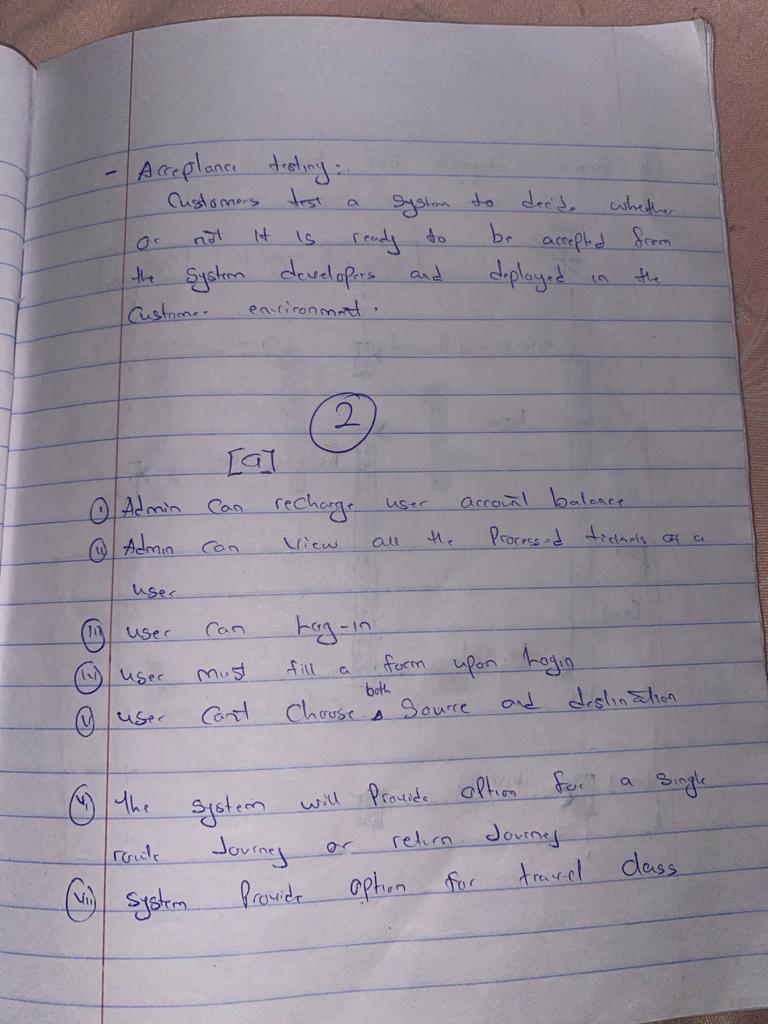 - Acceptance testing:
Customers test a system to decide whether
or not it is ready to be accepted from
the system developers and deployed in the
Customer environment.
2
[a]
i Admin can recharge user account balance
ii Admin can view all the Processed of a
user
iii user can Log-in
iv user must fill a form upon Login
v user can't Choose both Source and destination
vi the system will Provide option for a single
route Journey or return Journey
vii system Provide option for travel class